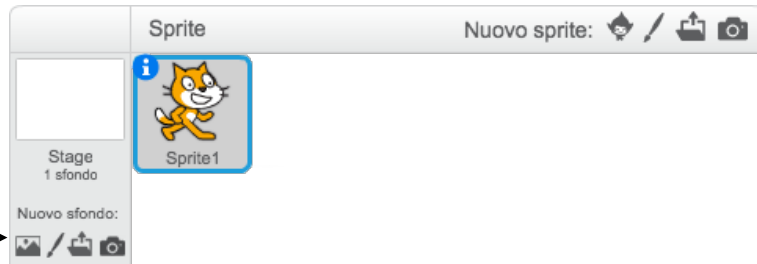 Sprite
Nuovo sprite:
i
Sprite1
Stage
1 sfondo
Nuovo sfondo: